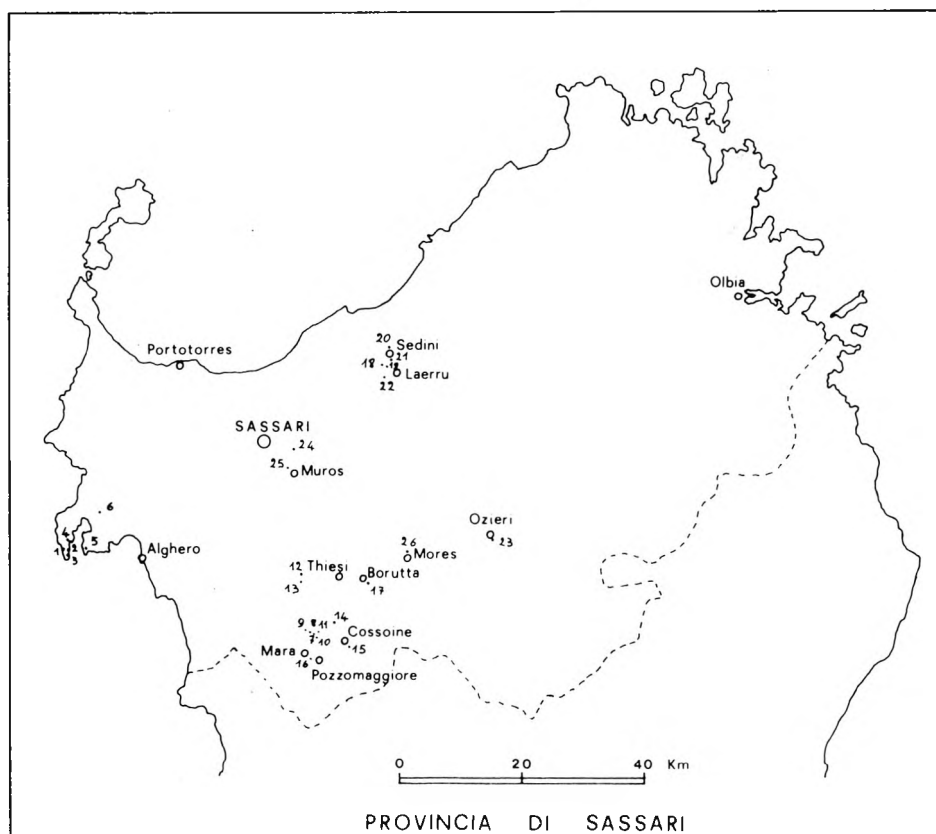 Olbia
20
Sedini
21
18
19
Laerru
22
Portotorres
SASSARI
24
25
Muros
6
4
1
2
3
5
Alghero
Ozieri
23
26
Mores
12
Thiesi
13
Borutta
17
14
9
8
11
7
10
Cossoine
15
Mara
16
Pozzomaggiore
0 20 40 Km
PROVINCIA DI SASSARI